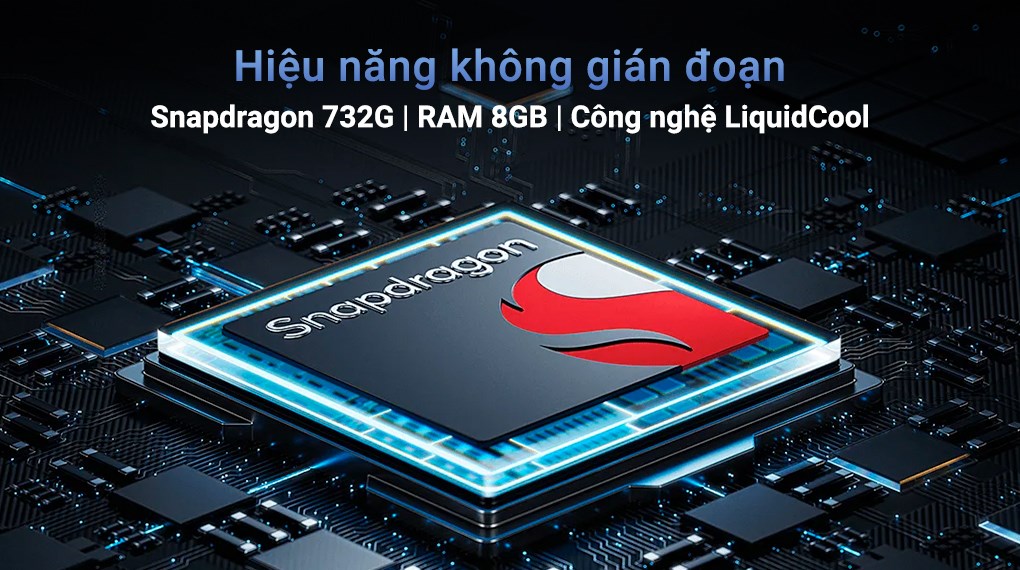 Hiệu năng không gián đoạn
Snapdragon 732G | RAM 8GB | Công nghệ LiquidCool
Snapdragon